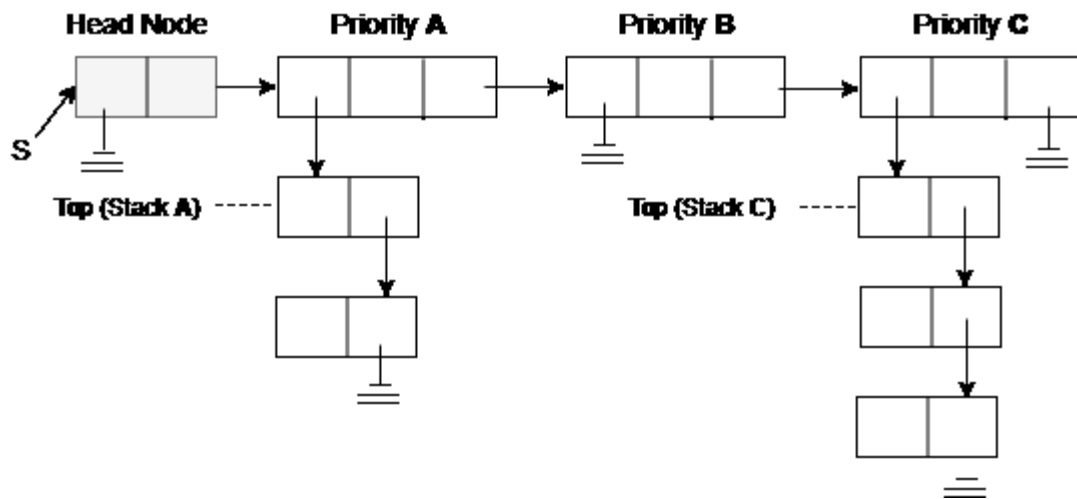 Head Node
Priority A
Priority B
Priority C
S
Top (Stack A)
Top (Stack C)